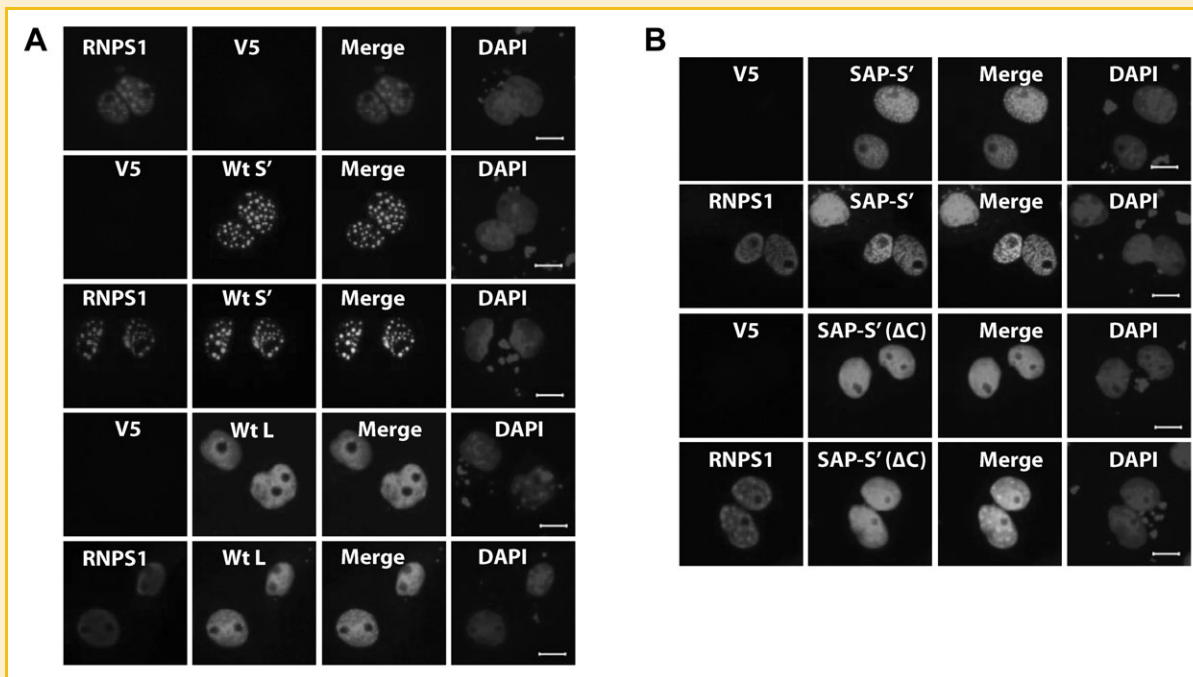 A
RNPS1 V5 Merge DAPI
V5 Wt S’ Merge DAPI
RNPS1 Wt S’ Merge DAPI
V5 Wt L Merge DAPI
RNPS1 Wt L Merge DAPI
B
V5 SAP-S’ Merge DAPI
RNPS1 SAP-S’ Merge DAPI
V5 SAP-S’ (ΔC) Merge DAPI
RNPS1 SAP-S’ (ΔC) Merge DAPI